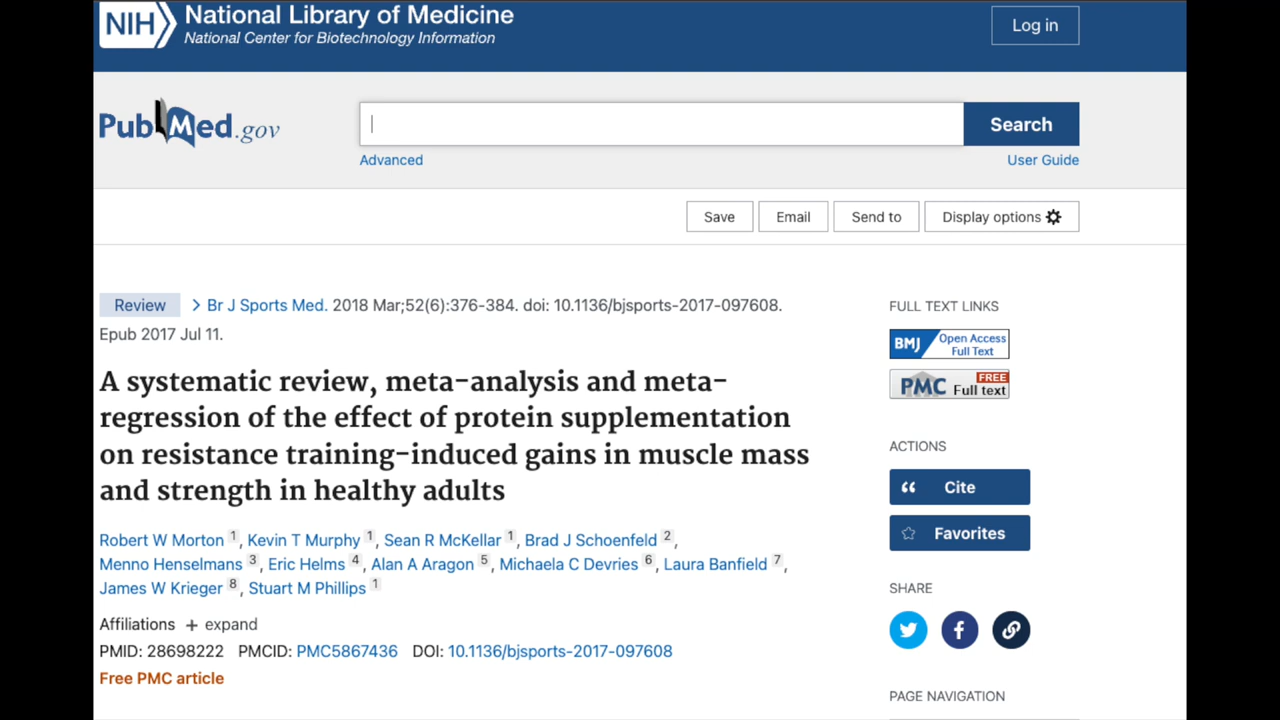 NIH National Library of Medicine
National Center for Biotechnology Information
Log in
PubMed.gov
Search
Advanced
User Guide
Save
Email
Send to
Display options
Review
Br J Sports Med. 2018 Mar;52(6):376-384. doi: 10.1136/bjsports-2017-097608.
Epub 2017 Jul 11.
A systematic review, meta-analysis and meta-
regression of the effect of protein supplementation
on resistance training-induced gains in muscle mass
and strength in healthy adults
Robert W Morton 1, Kevin T Murphy 1, Sean R McKellar 1, Brad J Schoenfeld 2,
Menno Henselmans 3, Eric Helms 4, Alan A Aragon 5, Michaela C Devries 6, Laura Banfield 7,
James W Krieger 8, Stuart M Phillips 1
Affiliations + expand
PMID: 28698222 PMCID: PMC5867436 DOI: 10.1136/bjsports-2017-097608
Free PMC article
FULL TEXT LINKS
BMJ Open Access
Full Text
PMC FREE
Full text
ACTIONS
Cite
Favorites
SHARE
PAGE NAVIGATION